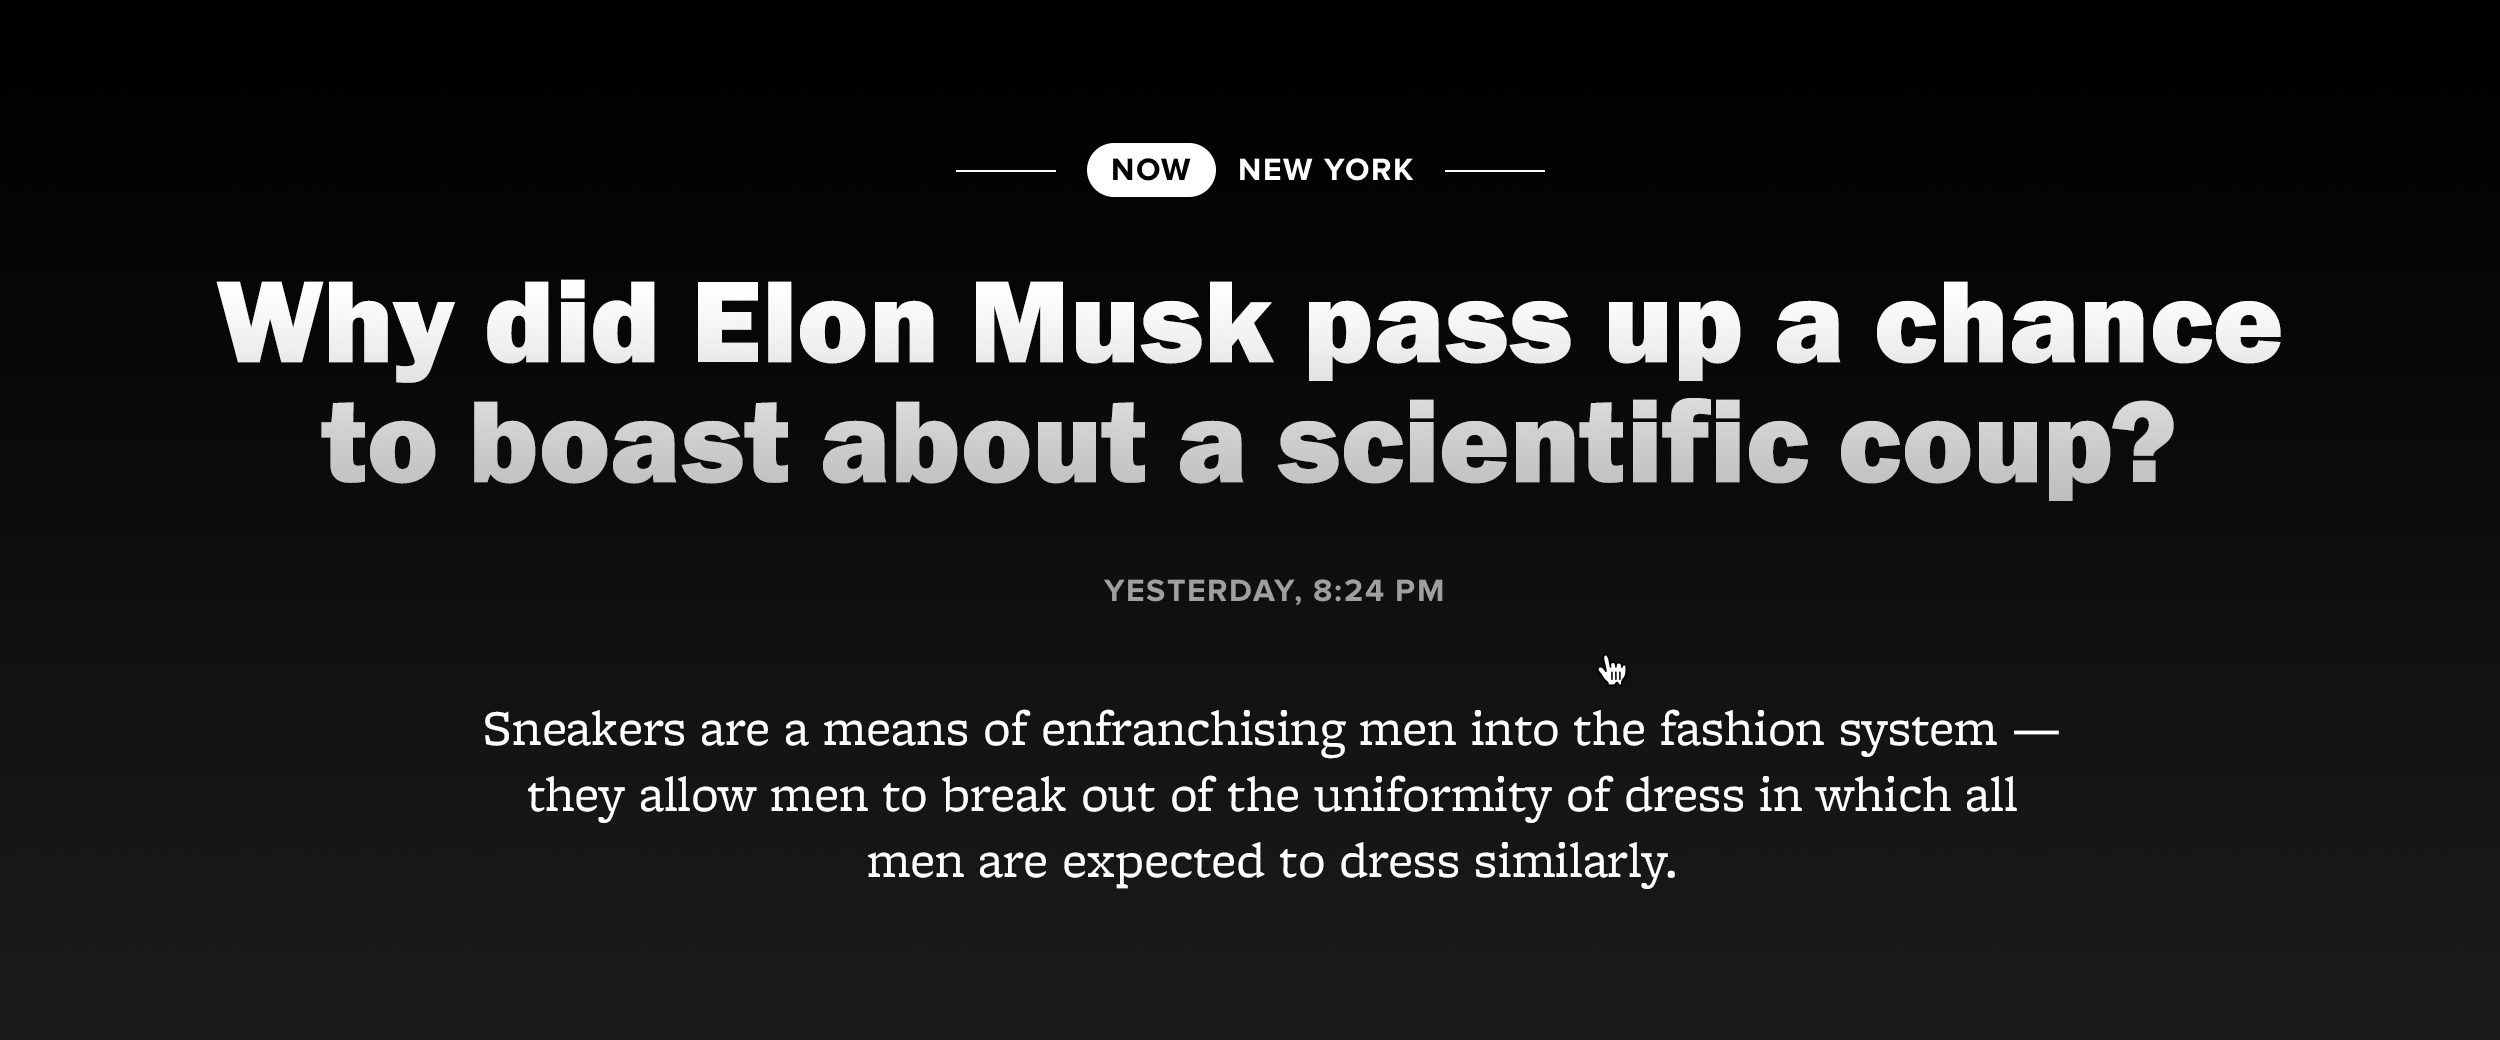 NOW NEW YORK
Why did Elon Musk pass up a chance
to boast about a scientific coup?
YESTERDAY, 8:24 PM
Sneakers are a means of enfranchising men into the fashion system —
they allow men to break out of the uniformity of dress in which all
men are expected to dress similarly.